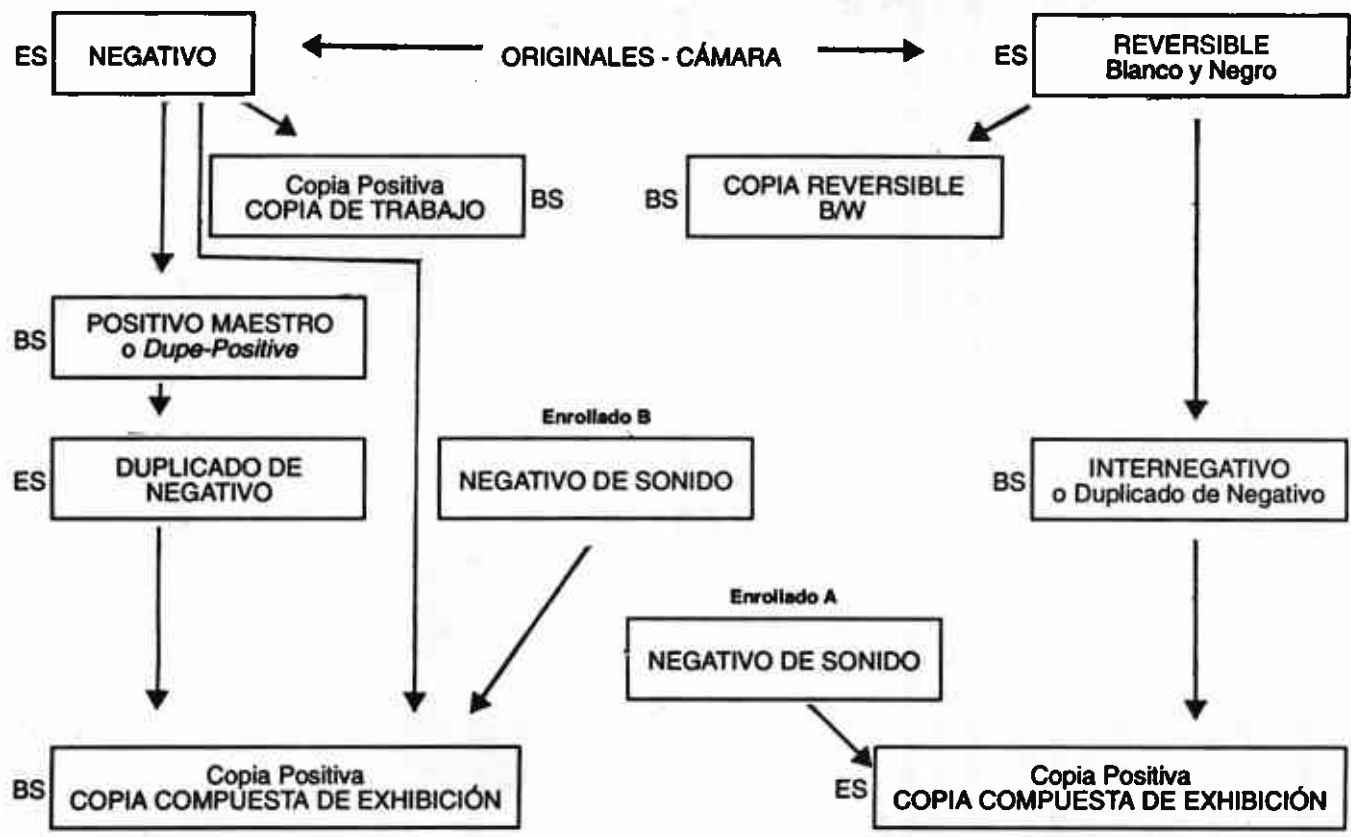 ES
NEGATIVO
ORIGINALES - CÁMARA
ES
REVERSIBLE
Blanco y Negro
Copia Positiva
COPIA DE TRABAJO
BS
BS
COPIA REVERSIBLE
B/W
BS
POSITIVO MAESTRO
o Dupe-Positive
ES
DUPLICADO DE
NEGATIVO
Enrollado B
NEGATIVO DE SONIDO
BS
INTERNEGATIVO
o Duplicado de Negativo
Enrollado A
NEGATIVO DE SONIDO
BS
Copia Positiva
COPIA COMPUESTA DE EXHIBICIÓN
ES
Copia Positiva
COPIA COMPUESTA DE EXHIBICIÓN